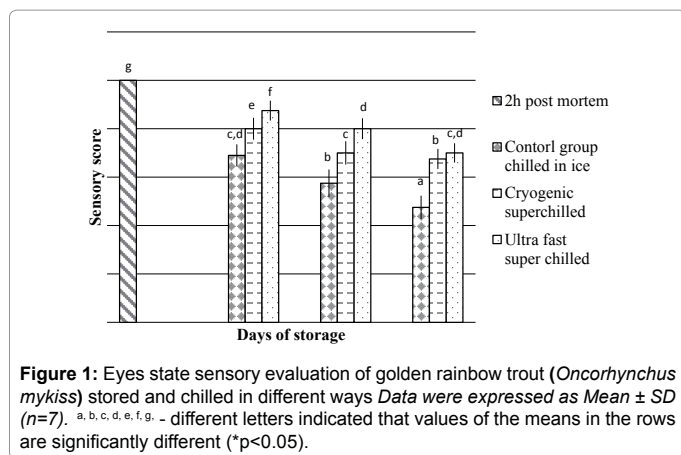 g
f
e
d
c,d
c
c,d
b
b
a
Sensory score
Days of storage
2h post mortem
Contorl group
chilled in ice
Cryogenic
superchilled
Ultra fast
super chilled
Figure 1: Eyes state sensory evaluation of golden rainbow trout (Oncorhynchus
mykiss) stored and chilled in different ways Data were expressed as Mean ± SD
(n=7). a, b, c, d, e, f, g, - different letters indicated that values of the means in the rows
are significantly different (*p<0.05).